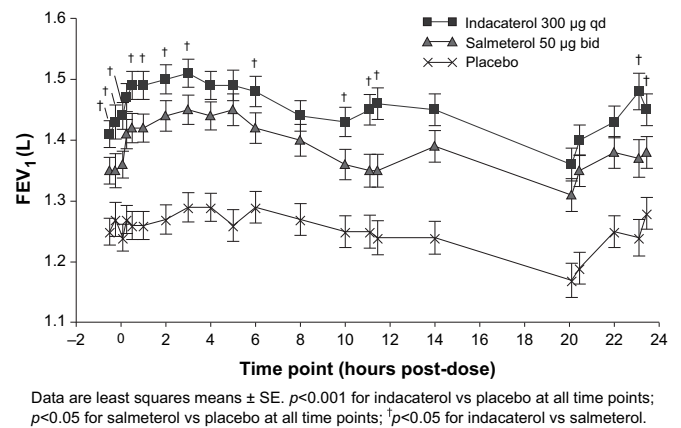 1.6
Indacaterol 300 µg qd
Salmeterol 50 µg bid
Placebo
† † † † † † † † † † † † † †
1.5
1.4
1.3
1.2
1.1
FEV1 (L)
−2 0 2 4 6 8 10 12 14 16 18 20 22 24
Time point (hours post-dose)
Data are least squares means ± SE. p<0.001 for indacaterol vs placebo at all time points;
p<0.05 for salmeterol vs placebo at all time points; †p<0.05 for indacaterol vs salmeterol.